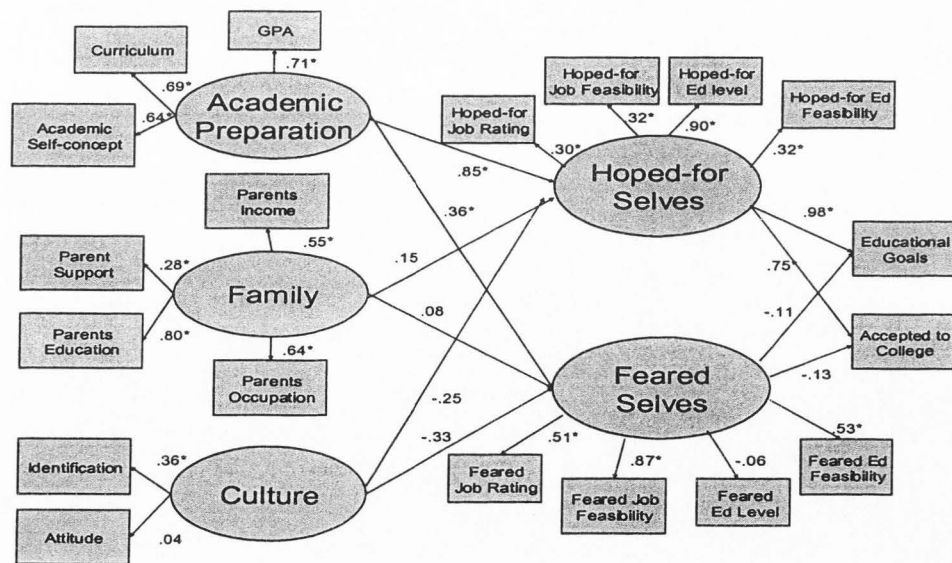 GPA
Curriculum
.71*
.69*
Academic
Preparation
.64*
Academic
Self-concept
Hoped-for
Job Rating
Hoped-for
Job Feasibility
Hoped-for
Ed level
Hoped-for Ed
Feasibility
.30*
.32*
.90*
.32*
Hoped-for
Selves
.85*
.36*
Parents
Income
.55*
Parent
Support
.28*
Family
Parents
Education
.80*
.64*
Parents
Occupation
.15
.08
.98*
Educational
Goals
.75*
-.11
Accepted to
College
-.13
Feared
Selves
-.25
-.33
Identification
.36*
Culture
Attitude
.04
.51*
Feared
Job Rating
.87*
Feared Job
Feasibility
-.06
Feared
Ed Level
.53*
Feared Ed
Feasibility